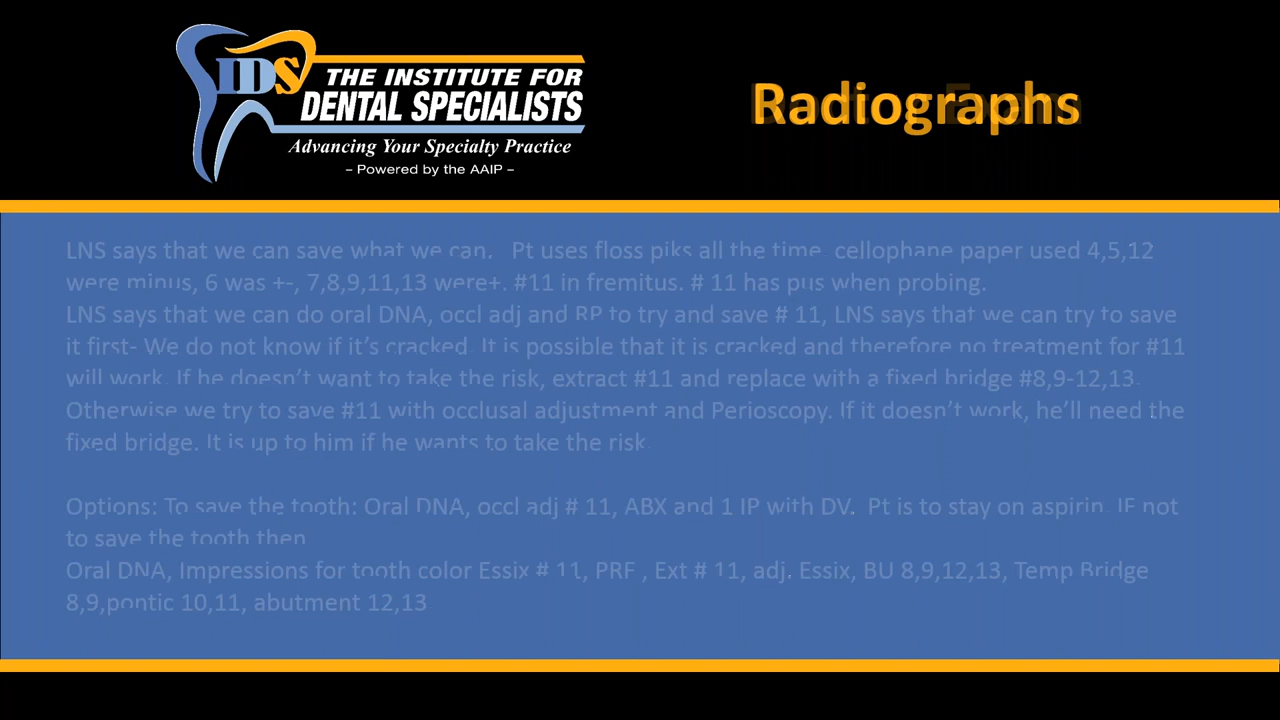 IDS
THE INSTITUTE FOR
DENTAL SPECIALISTS
Advancing Your Specialty Practice
– Powered by the AAIP –
Radiographs
LNS says that we can save what we can. Pt uses floss piks all the time. cellophane paper used 4,5,12
were minus, 6 was +-, 7,8,9,11,13 were+. #11 in fremitus. # 11 has pus when probing.
LNS says that we can do oral DNA, occl adj and RP to try and save # 11, LNS says that we can try to save
it first- We do not know if it’s cracked. It is possible that it is cracked and therefore no treatment for #11
will work. If he doesn’t want to take the risk, extract #11 and replace with a fixed bridge #8,9-12,13.
Otherwise we try to save #11 with occlusal adjustment and Perioscopy. If it doesn’t work, he’ll need the
fixed bridge. It is up to him if he wants to take the risk.
Options: To save the tooth: Oral DNA, occl adj # 11, ABX and 1 IP with DV. Pt is to stay on aspirin. IF not
to save the tooth then
Oral DNA, Impressions for tooth color Essix # 11, PRF , Ext # 11, adj. Essix, BU 8,9,12,13, Temp Bridge
8,9,pontic 10,11, abutment 12,13